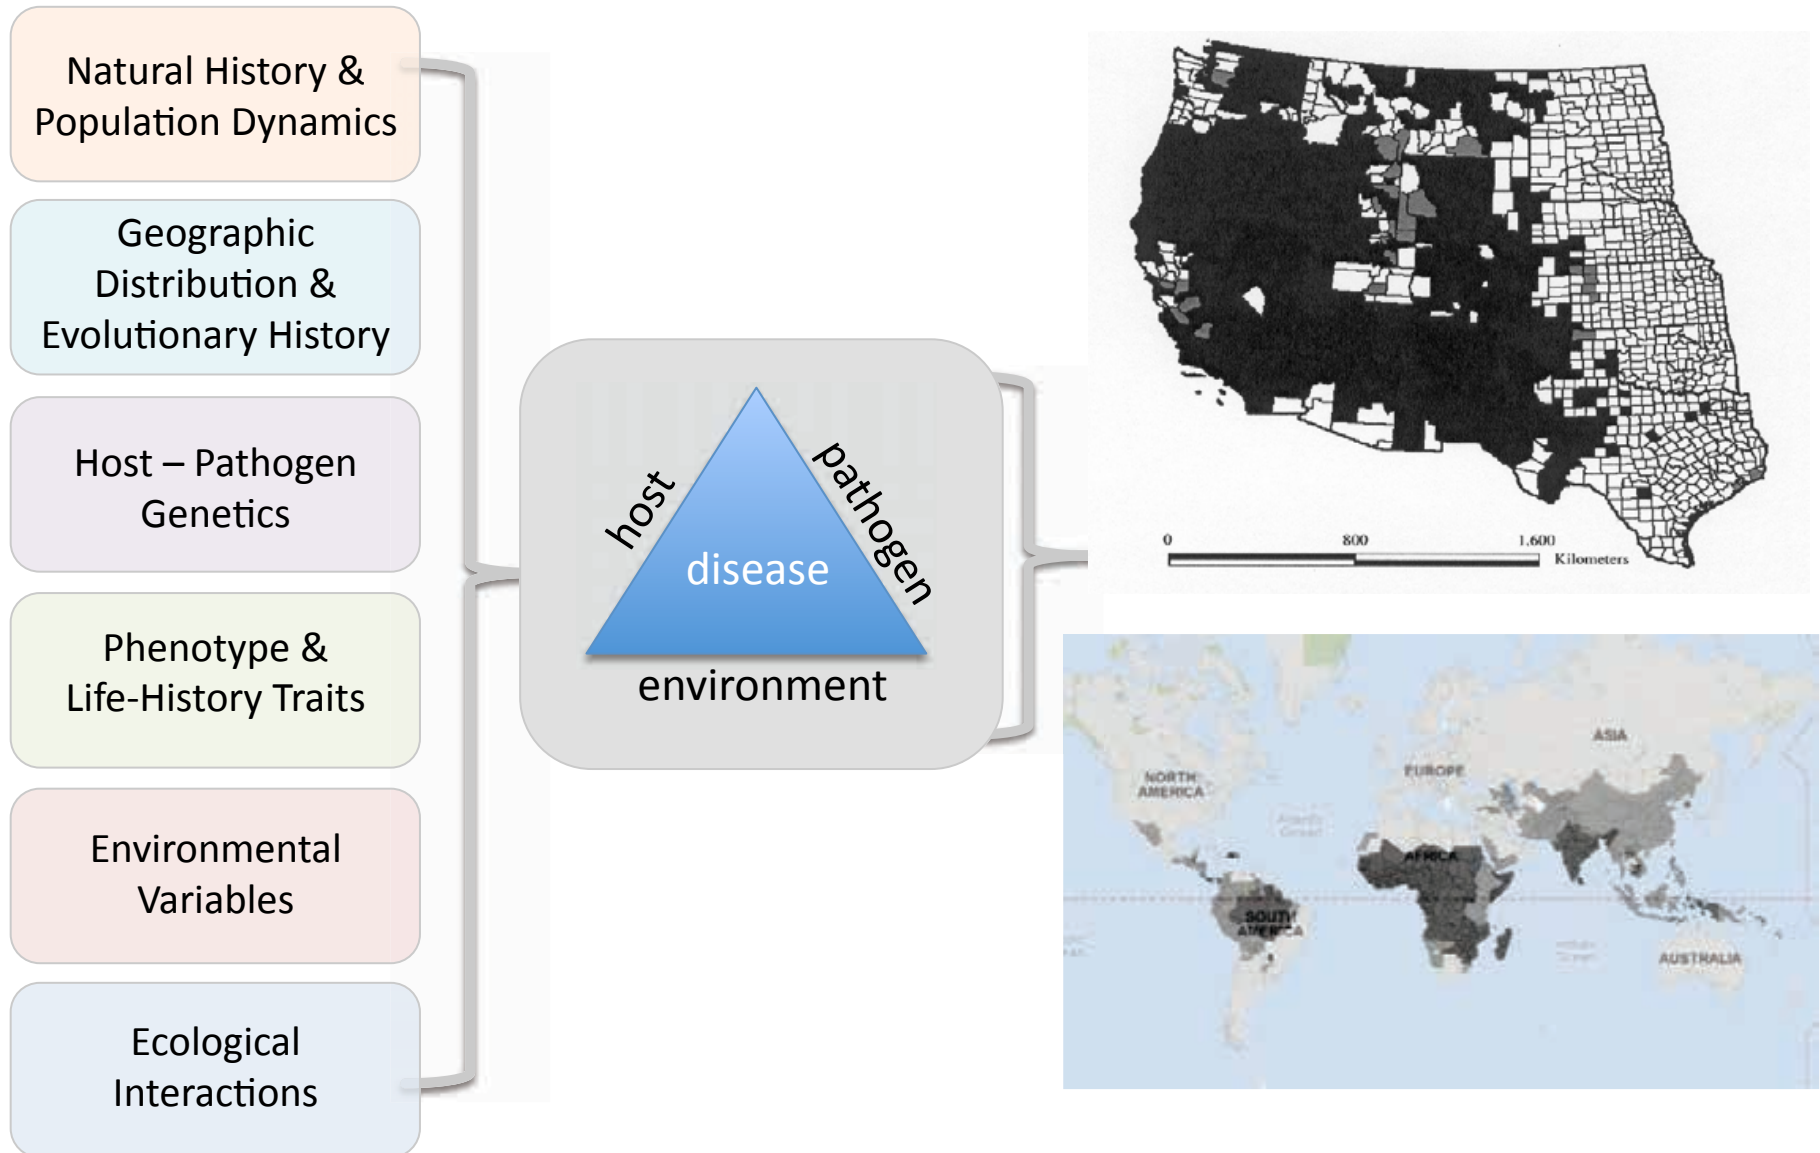 Natural History &
Population Dynamics
Geographic
Distribution &
Evolutionary History
Host – Pathogen
Genetics
Phenotype &
Life-History Traits
Environmental
Variables
Ecological
Interactions
host
pathogen
disease
environment
0 800 1,600
Kilometers
NORTH
AMERICA
EUROPE
ASIA
AFRICA
SOUTH
AMERICA
AUSTRALIA